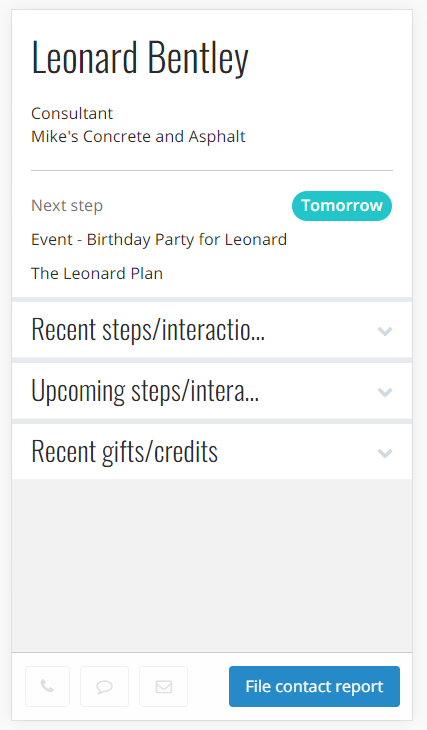 Leonard Bentley
Consultant
Mike's Concrete and Asphalt
Next step Tomorrow
Event - Birthday Party for Leonard
The Leonard Plan
Recent steps/interactio...
Upcoming steps/intera...
Recent gifts/credits
File contact report